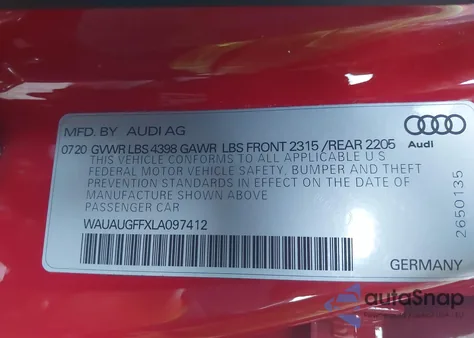 MFD. BY AUDI AG
Audi
0720 GVWR LBS 4398 GAWR LBS FRONT 2315 /REAR 2205
THIS VEHICLE CONFORMS TO ALL APPLICABLE U S
FEDERAL MOTOR VEHICLE SAFETY, BUMPER AND THEFT
PREVENTION STANDARDS IN EFFECT ON THE DATE OF
MANUFACTURE SHOWN ABOVE
PASSENGER CAR
WAUAUGFFXLA097412
2650135
GERMANY
autoSnap